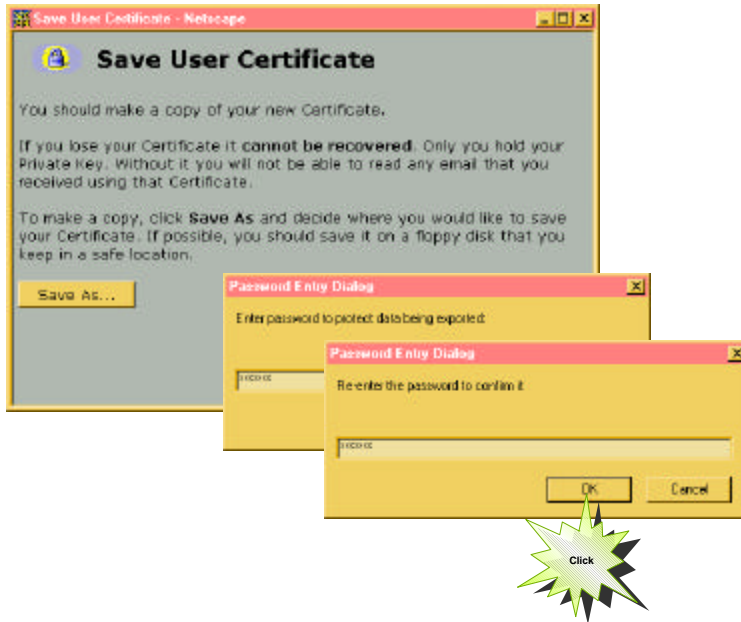 Save User Certificate - Netscape
Save User Certificate
You should make a copy of your new Certificate.
If you lose your Certificate it cannot be recovered. Only you hold your
Private Key. Without it you will not be able to read any email that you
received using that Certificate.
To make a copy, click Save As and decide where you would like to save
your Certificate. If possible, you should save it on a floppy disk that you
keep in a safe location.
Save As...
Password Entry Dialog
Enter password to protect data being exported:
Password Entry Dialog
Re-enter the password to confirm it
OK
Cancel
Click